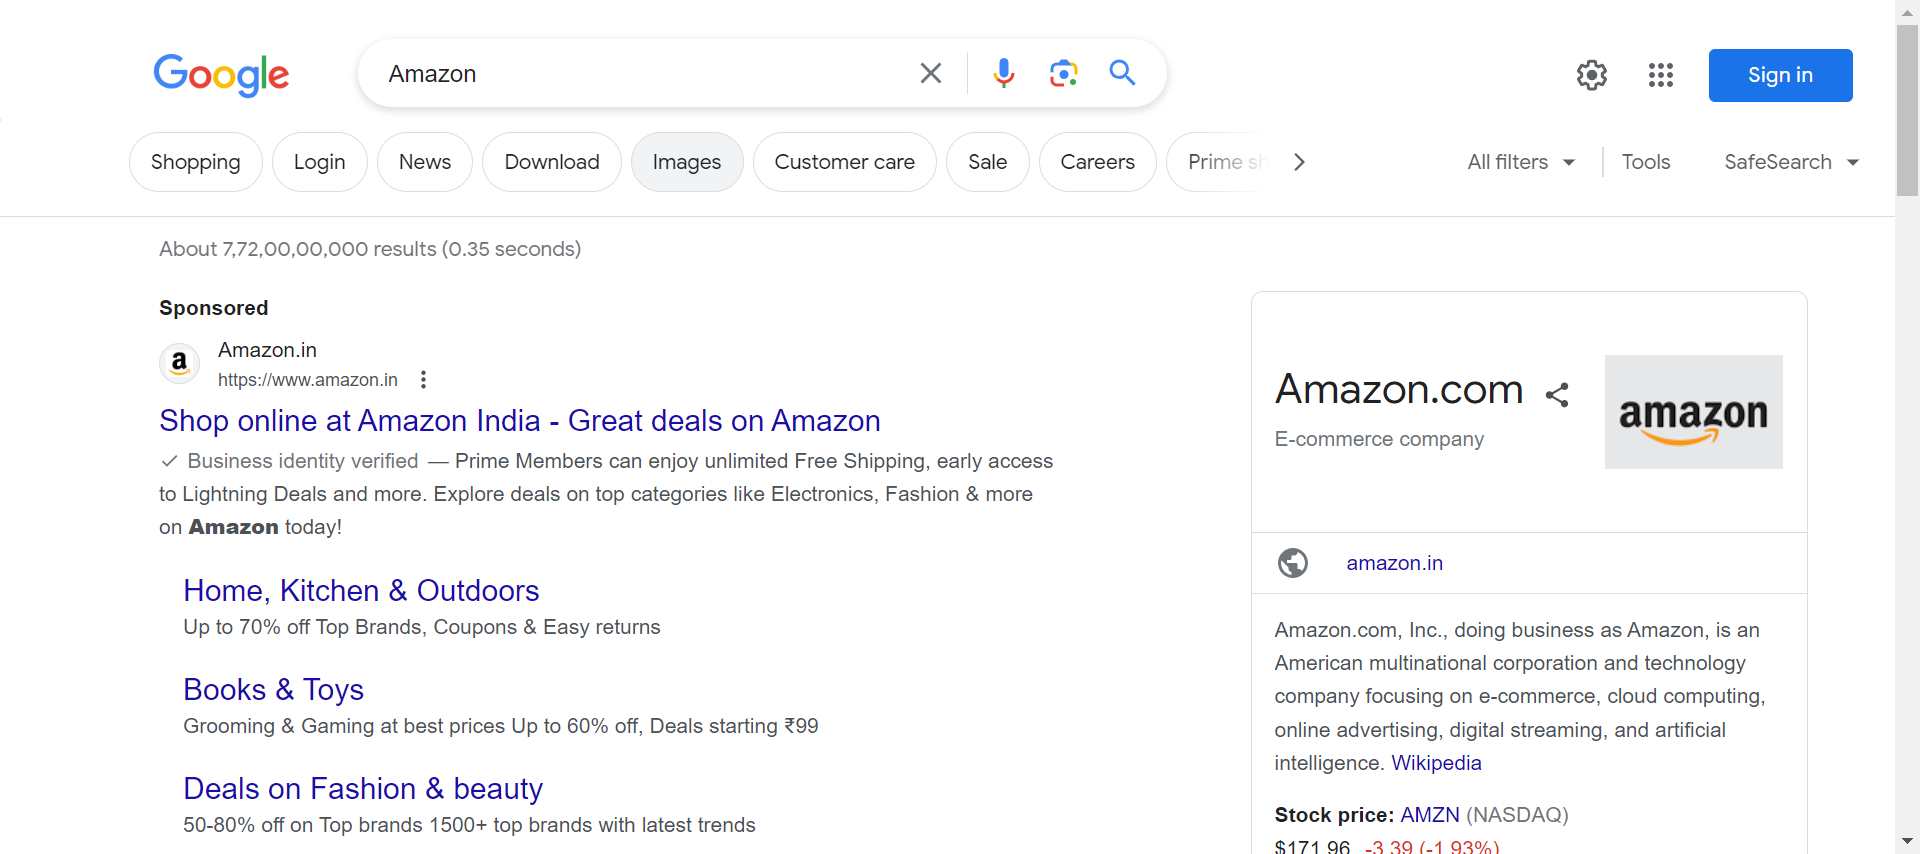 Google
Amazon
Sign in
Shopping
Login
News
Download
Images
Customer care
Sale
Careers
Prime sh
All filters
Tools
SafeSearch
About 7,72,00,00,000 results (0.35 seconds)
Sponsored
a
Amazon.in
https://www.amazon.in
Shop online at Amazon India - Great deals on Amazon
Business identity verified — Prime Members can enjoy unlimited Free Shipping, early access
to Lightning Deals and more. Explore deals on top categories like Electronics, Fashion & more
on Amazon today!
Home, Kitchen & Outdoors
Up to 70% off Top Brands, Coupons & Easy returns
Books & Toys
Grooming & Gaming at best prices Up to 60% off, Deals starting ₹99
Deals on Fashion & beauty
50-80% off on Top brands 1500+ top brands with latest trends
Amazon.com
E-commerce company
amazon
amazon.in
Amazon.com, Inc., doing business as Amazon, is an
American multinational corporation and technology
company focusing on e-commerce, cloud computing,
online advertising, digital streaming, and artificial
intelligence. Wikipedia
Stock price: AMZN (NASDAQ)
$171.96 -3.39 (-1.93%)